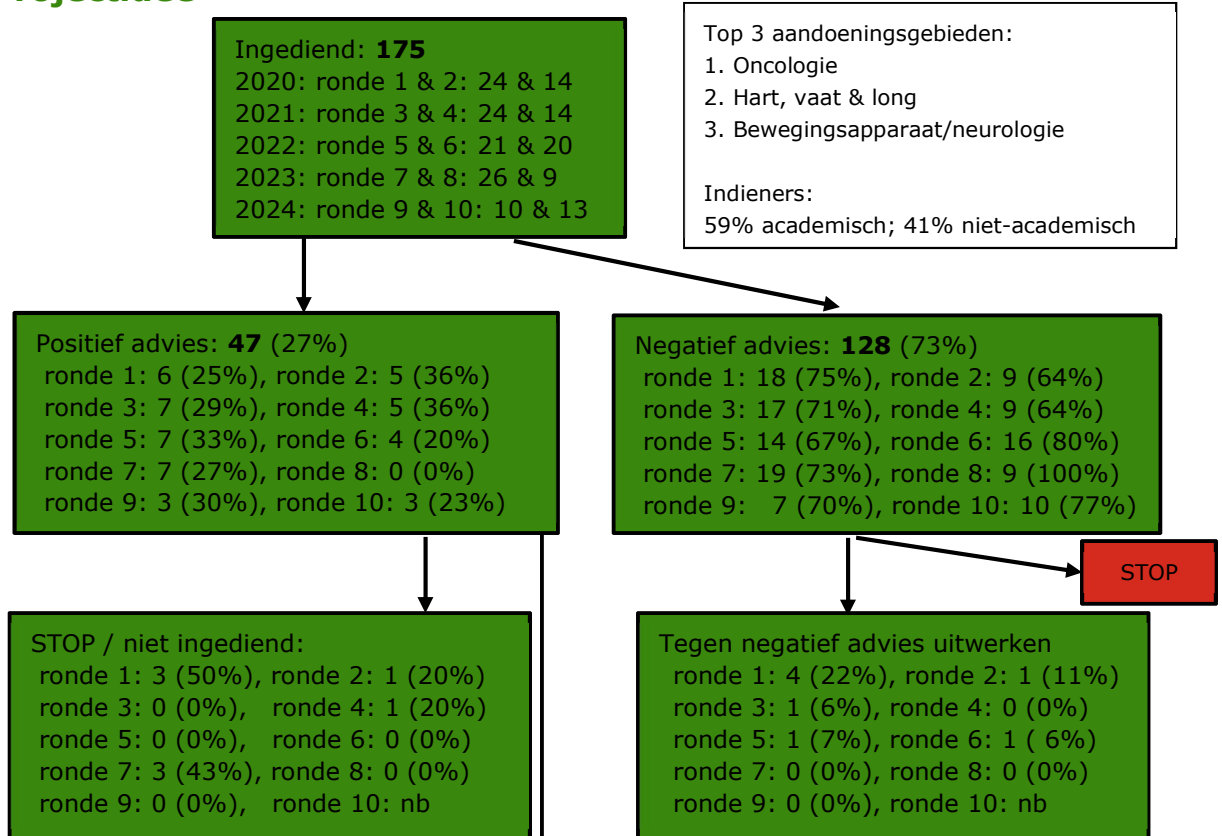 Ingediend: 175
2020: ronde 1 & 2: 24 & 14
2021: ronde 3 & 4: 24 & 14
2022: ronde 5 & 6: 21 & 20
2023: ronde 7 & 8: 26 & 9
2024: ronde 9 & 10: 10 & 13
Top 3 aandoeningsgebieden:
1. Oncologie
2. Hart, vaat & long
3. Bewegingsapparaat/neurologie
Indieners:
59% academisch; 41% niet-academisch
Positief advies: 47 (27%)
ronde 1: 6 (25%), ronde 2: 5 (36%)
ronde 3: 7 (29%), ronde 4: 5 (36%)
ronde 5: 7 (33%), ronde 6: 4 (20%)
ronde 7: 7 (27%), ronde 8: 0 (0%)
ronde 9: 3 (30%), ronde 10: 3 (23%)
Negatief advies: 128 (73%)
ronde 1: 18 (75%), ronde 2: 9 (64%)
ronde 3: 17 (71%), ronde 4: 9 (64%)
ronde 5: 14 (67%), ronde 6: 16 (80%)
ronde 7: 19 (73%), ronde 8: 9 (100%)
ronde 9: 7 (70%), ronde 10: 10 (77%)
STOP
STOP / niet ingediend:
ronde 1: 3 (50%), ronde 2: 1 (20%)
ronde 3: 0 (0%), ronde 4: 1 (20%)
ronde 5: 0 (0%), ronde 6: 0 (0%)
ronde 7: 3 (43%), ronde 8: 0 (0%)
ronde 9: 0 (0%), ronde 10: nb
Tegen negatief advies uitwerken
ronde 1: 4 (22%), ronde 2: 1 (11%)
ronde 3: 1 (6%), ronde 4: 0 (0%)
ronde 5: 1 (7%), ronde 6: 1 ( 6%)
ronde 7: 0 (0%), ronde 8: 0 (0%)
ronde 9: 0 (0%), ronde 10: nb